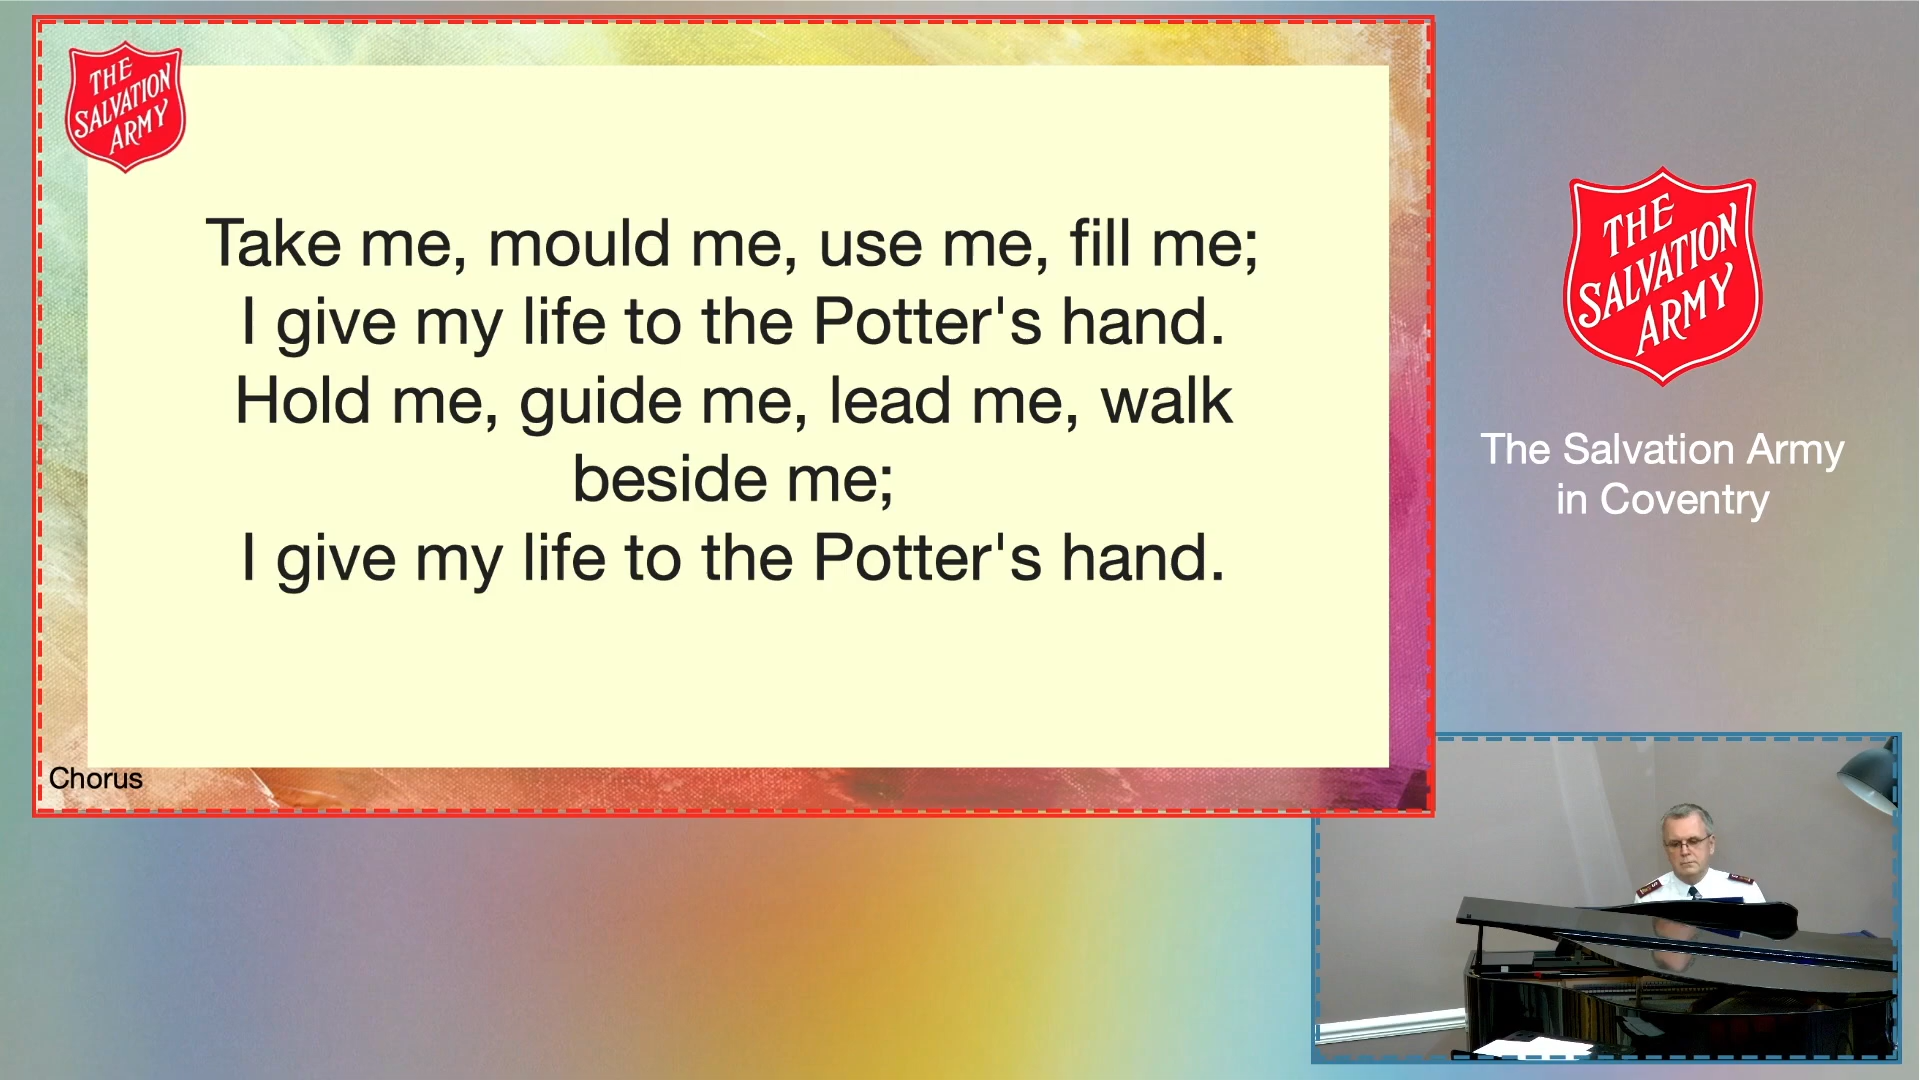 THE
SALVATION
ARMY
Take me, mould me, use me, fill me;
I give my life to the Potter's hand.
Hold me, guide me, lead me, walk
beside me;
I give my life to the Potter's hand.
Chorus
THE
SALVATION
ARMY
The Salvation Army
in Coventry